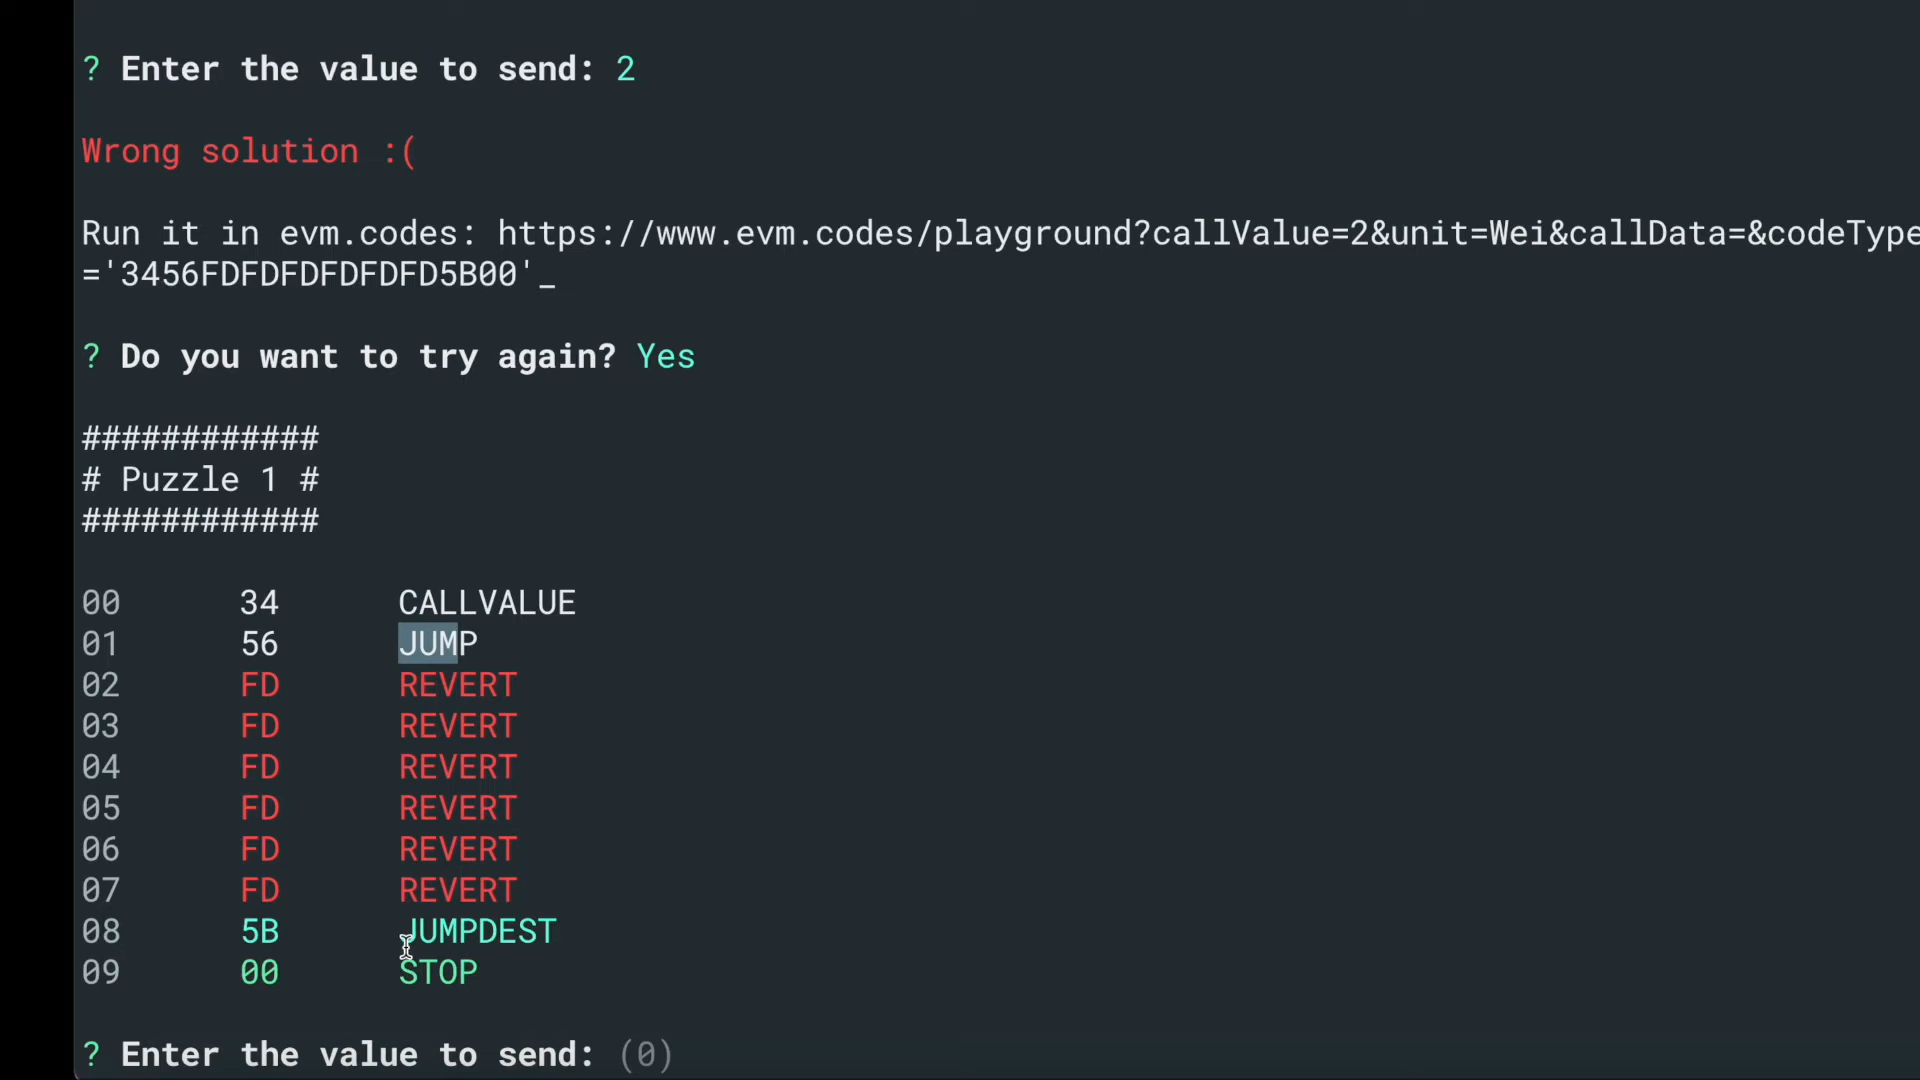 ? Enter the value to send: 2
Wrong solution :(
Run it in evm.codes: https://www.evm.codes/playground?callValue=2&unit=Wei&callData=&codeType
='3456FDFDFDFDFDFD5B00'_
? Do you want to try again? Yes
############
# Puzzle 1 #
############
00 34 CALLVALUE
01 56 JUMP
02 FD REVERT
03 FD REVERT
04 FD REVERT
05 FD REVERT
06 FD REVERT
07 FD REVERT
08 5B JUMPDEST
09 00 STOP
? Enter the value to send: (0)